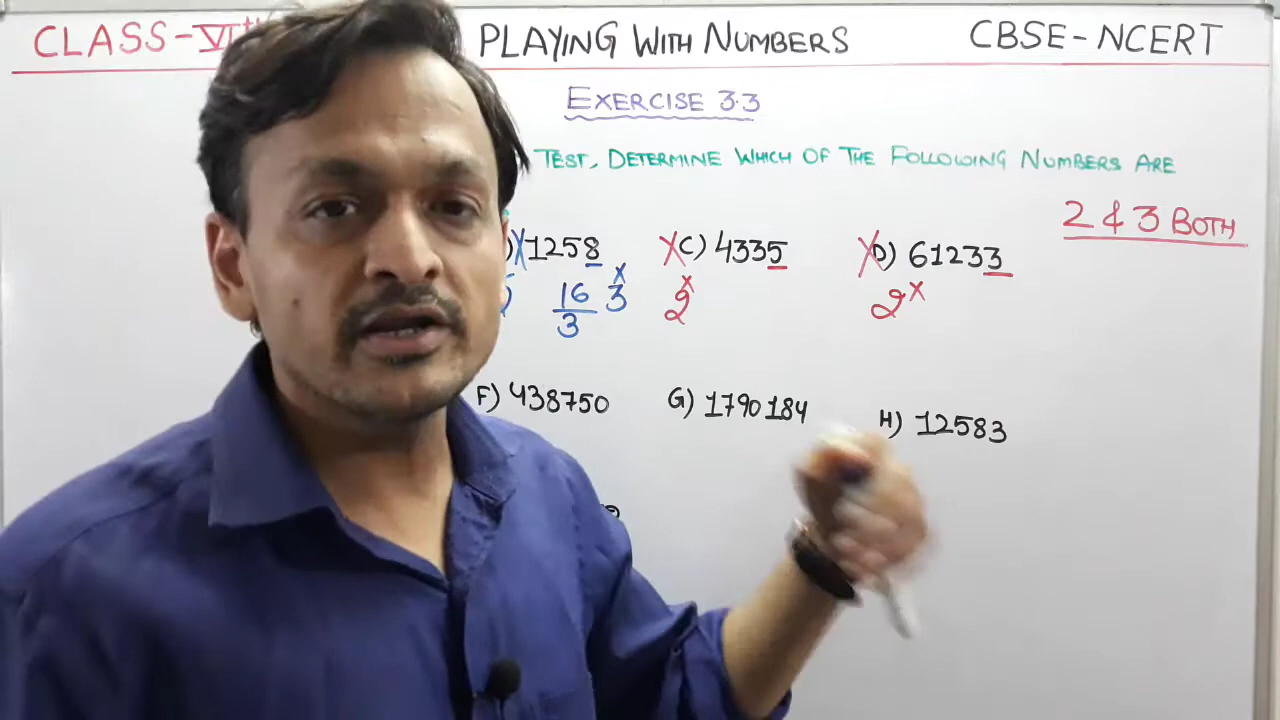 CLASS-VIth PLAYING WITH NUMBERS CBSE-NCERT
EXERCISE 3.3
TEST, DETERMINE WHICH OF THE FOLLOWING NUMBERS ARE
2 & 3 BOTH
) X 1258 X C) 4335 X D) 61233
16/3 3 X 2 X 2 X
F) 438750 G) 1790184 H) 12583